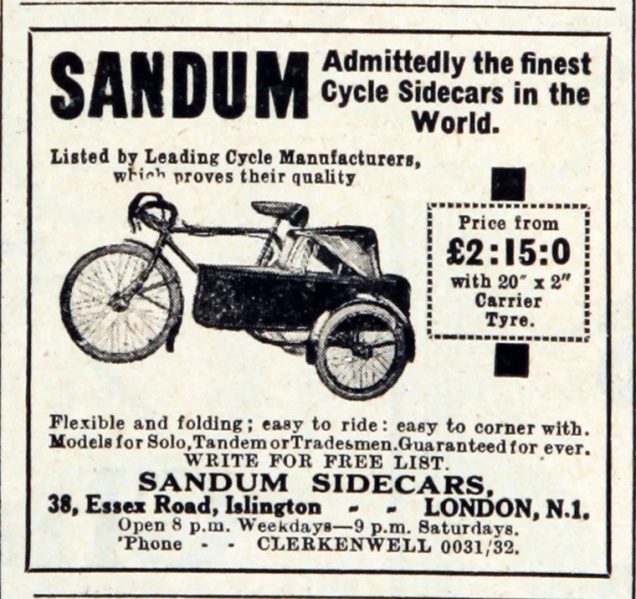 SANDUM
Admittedly the finest
Cycle Sidecars in the
World.
Listed by Leading Cycle Manufacturers,
which proves their quality
Price from
£2:15:0
with 20" x 2"
Carrier
Tyre.
Flexible and folding; easy to ride: easy to corner with.
Models for Solo, Tandem or Tradesmen. Guaranteed for ever.
WRITE FOR FREE LIST.
SANDUM SIDECARS,
38, Essex Road, Islington - - LONDON, N.1.
Open 8 p.m. Weekdays—9 p.m. Saturdays.
'Phone - - CLERKENWELL 0031/32.